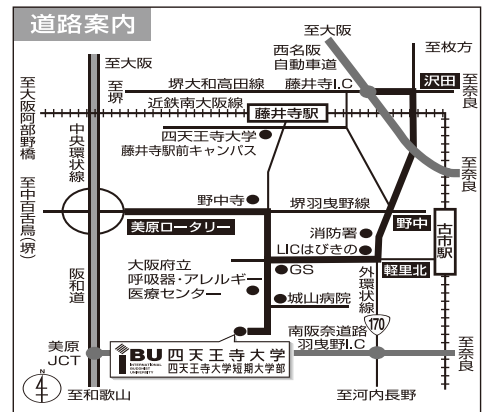 道路案内
至大阪
至大阪
西名阪
自動車道
至枚方
至堺
堺大和高田線
藤井寺I.C
沢田
至奈良
近鉄南大阪線
藤井寺駅
至大阪阿部野橋
中央環状線
四天王寺大学
藤井寺駅前キャンパス
至奈良
至中百舌鳥(堺)
野中寺
堺羽曳野線
美原ロータリー
野中
古市駅
消防署
LICはびきの
軽里北
阪和道
大阪府立
呼吸器・アレルギー
医療センター
GS
外環状線
城山病院
170
南阪奈道路
羽曳野I.C
美原
JCT
IBU
INTERNATIONAL
BUDDHIST
UNIVERSITY
四天王寺大学
四天王寺大学短期大学部
至奈良
4
至和歌山
至河内長野